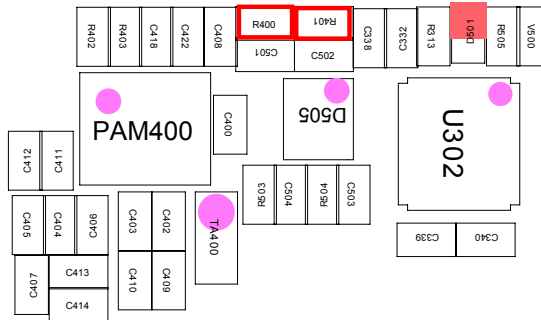 R402
R403
C418
C422
C408
R400
R401
C501
C502
C338
C332
R313
D501
R505
V500
PAM400
C400
D505
U302
C412
C411
R503
C504
R504
C503
C405
C404
C406
C403
C402
TA400
C339
C340
C407
C413
C414
C410
C409